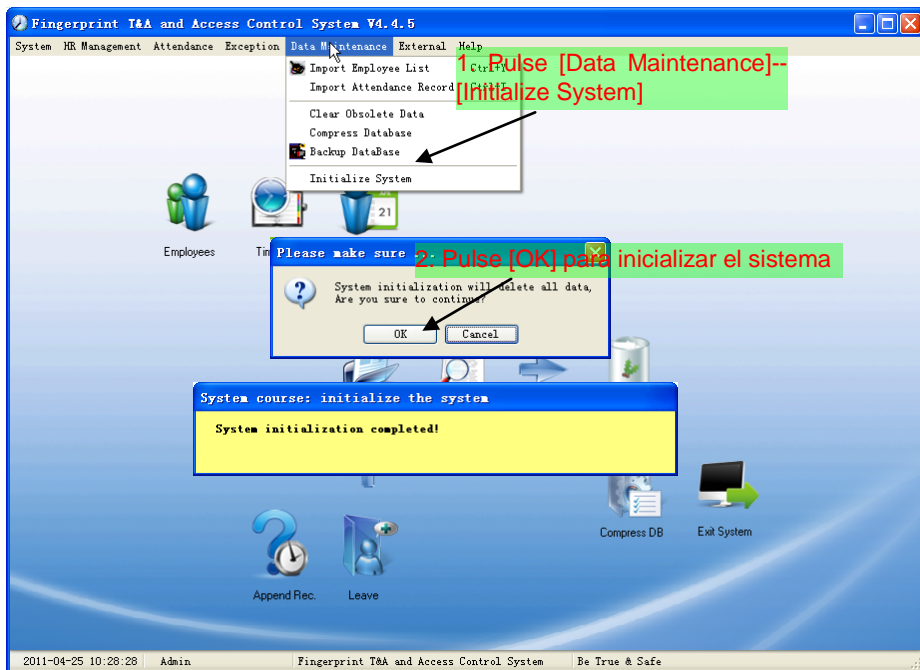 Fingerprint T&A and Access Control System V4.4.5
System HR Management Attendance Exception Data Maintenance External Help
Import Employee List
Import Attendance Record
Clear Obsolete Data
Compress Database
Backup DataBase
Initialize System
1. Pulse [Data Maintenance]--
[Initialize System]
21
Employees
Please make sure ...
2. Pulse [OK] para inicializar el sistema
System initialization will delete all data,
Are you sure to continue?
OK Cancel
System course: initialize the system
System initialization completed!
Compress DB Exit System
Append Rec. Leave
2011-04-25 10:28:28 Admin Fingerprint T&A and Access Control System Be True & Safe